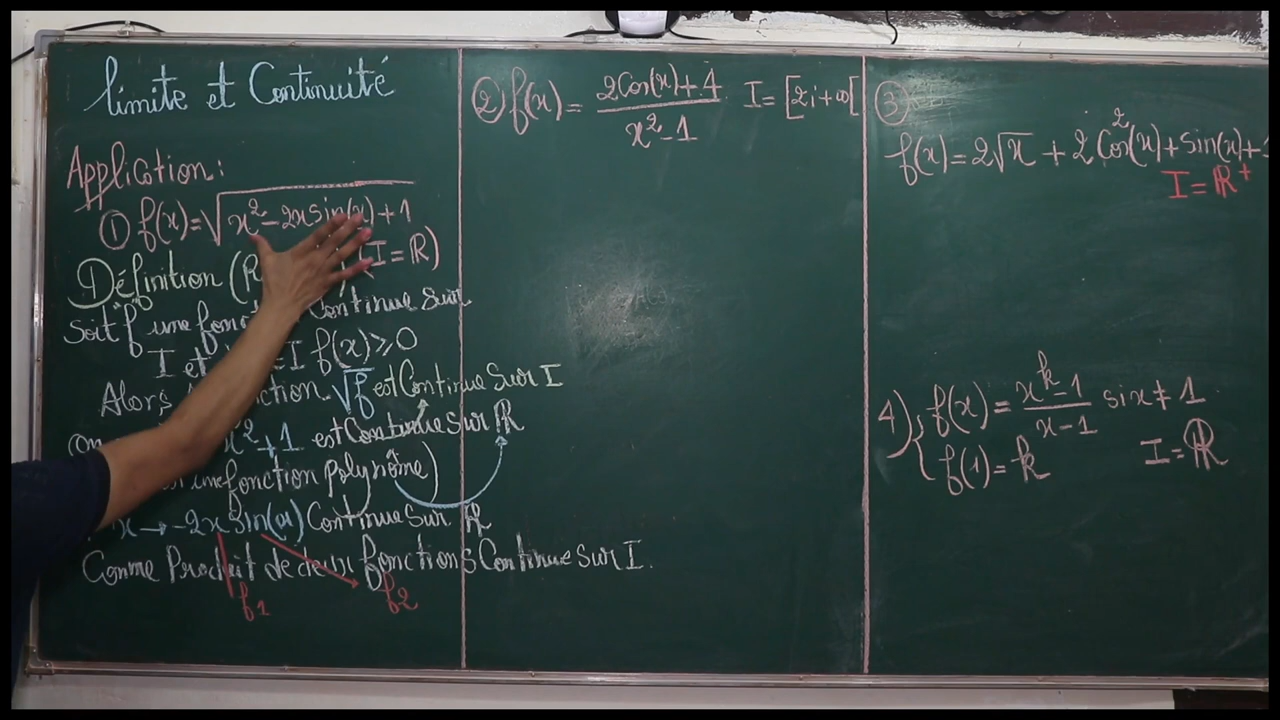 limite et Continuité
Application:
① f(x)=√x²-2x sin(x)+1
(I=ℝ)
Définition (R
Soit "f" une fon Continue sur
I et I f(x)⩾0
Alors nction √f est Continue Sur I
On x²+1 est Continue Sur ℝ
une fonction polynôme)
x→-2x sin(x) Continue Sur ℝ
Comme Produit de deux fonctions Continue Sur I.
f1 f2
② f(x)= (2Cos(x)+4)/(x²-1) I=[2;+∞[
③
f(x)=2√x+2Cos²(x)+Sin(x)+
I=ℝ+
4) { f(x)= (x^k-1)/(x-1) si x≠1
f(1)=k I=ℝ